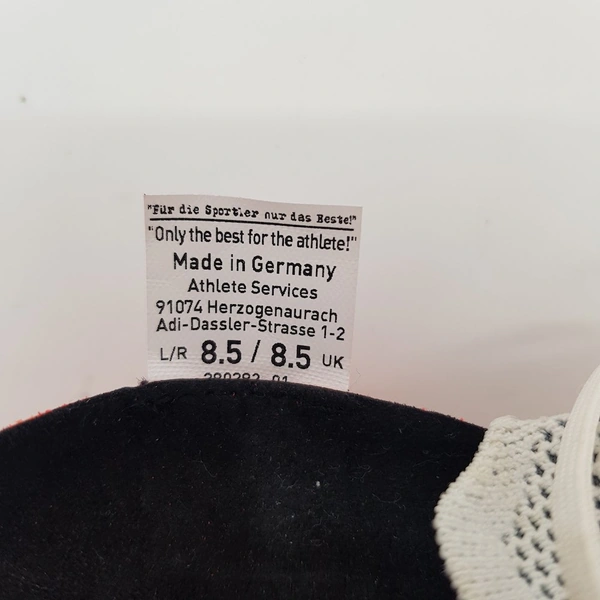 "Für die Sportler nur das Beste!"
"Only the best for the athlete!"
Made in Germany
Athlete Services
91074 Herzogenaurach
Adi-Dassler-Strasse 1-2
L/R 8.5 / 8.5 UK